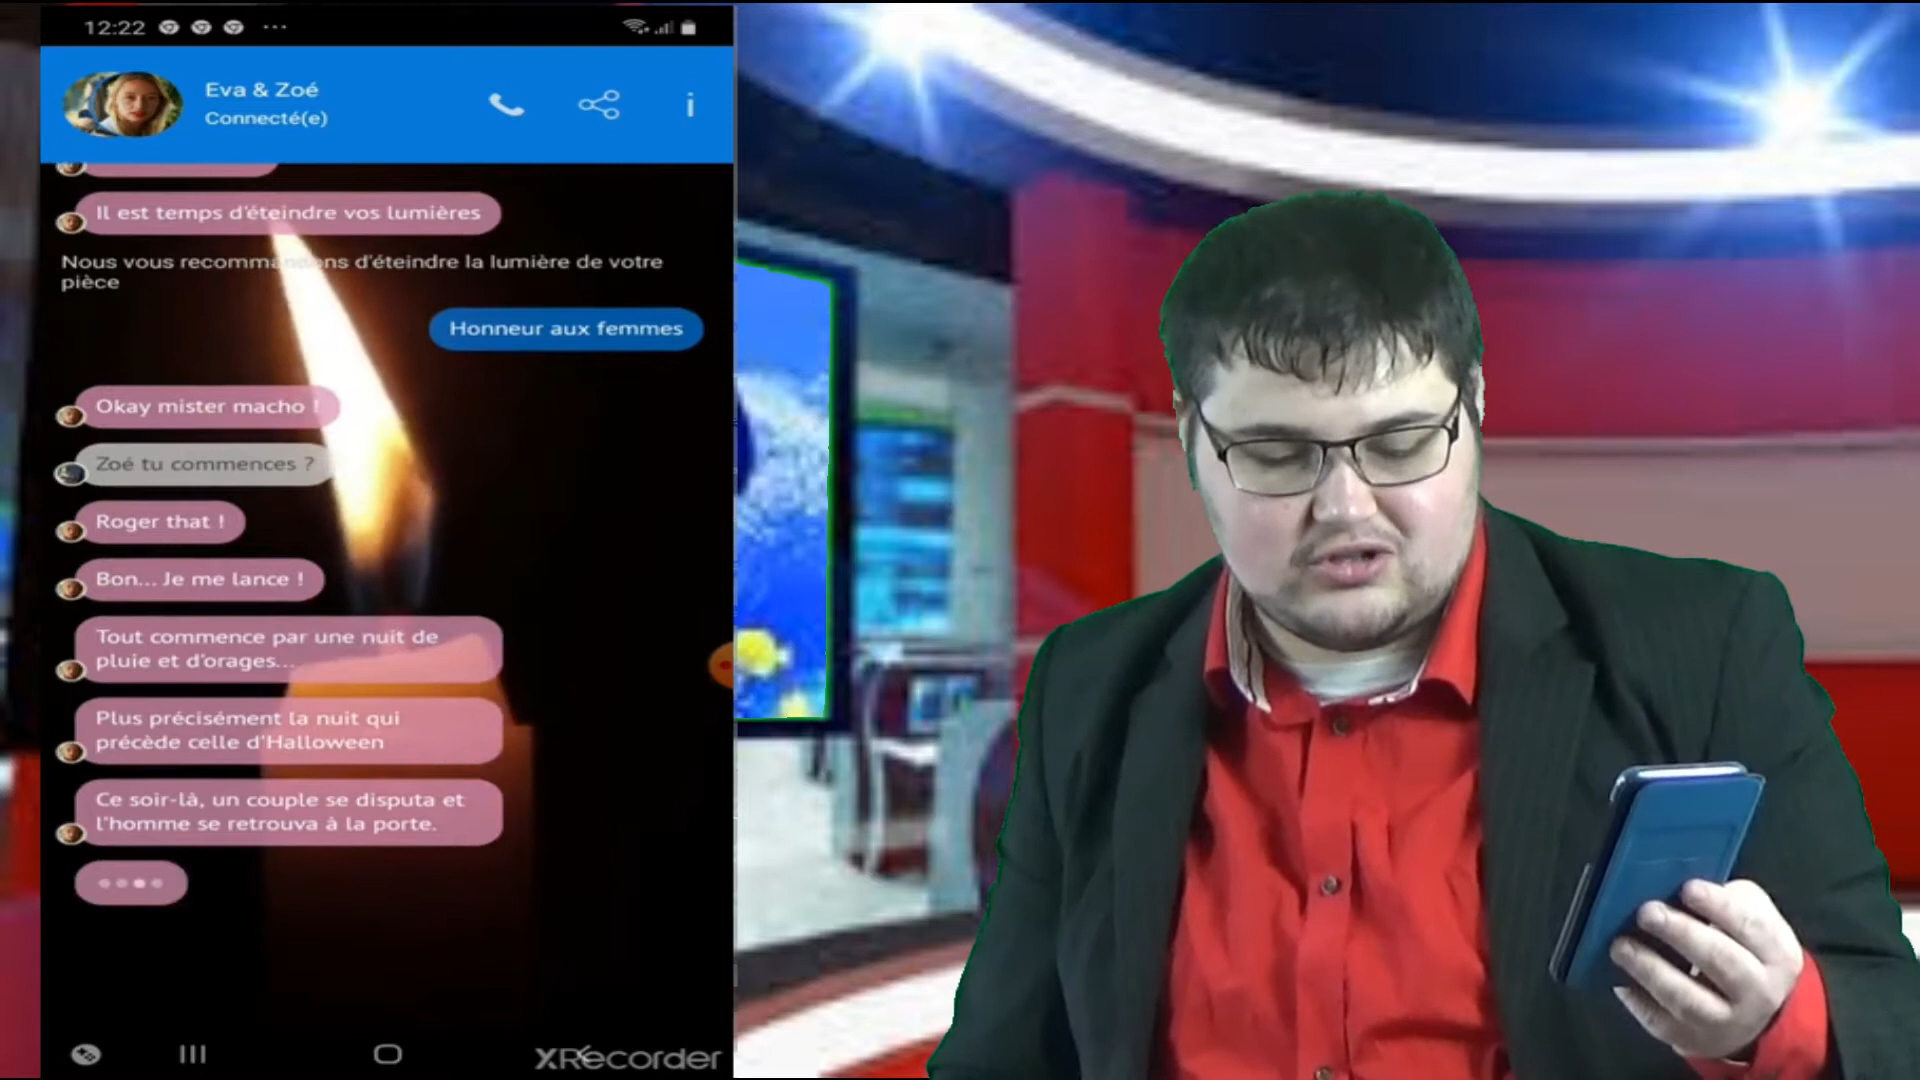 12:22
Eva & Zoé
Connecté(e)
Il est temps d'éteindre vos lumières
Nous vous recommandons d'éteindre la lumière de votre
pièce
Honneur aux femmes
Okay mister macho !
Zoé tu commences ?
Roger that !
Bon... Je me lance !
Tout commence par une nuit de
pluie et d'orages...
Plus précisément la nuit qui
précède celle d'Halloween
Ce soir-là, un couple se disputa et
l'homme se retrouva à la porte.
XRecorder